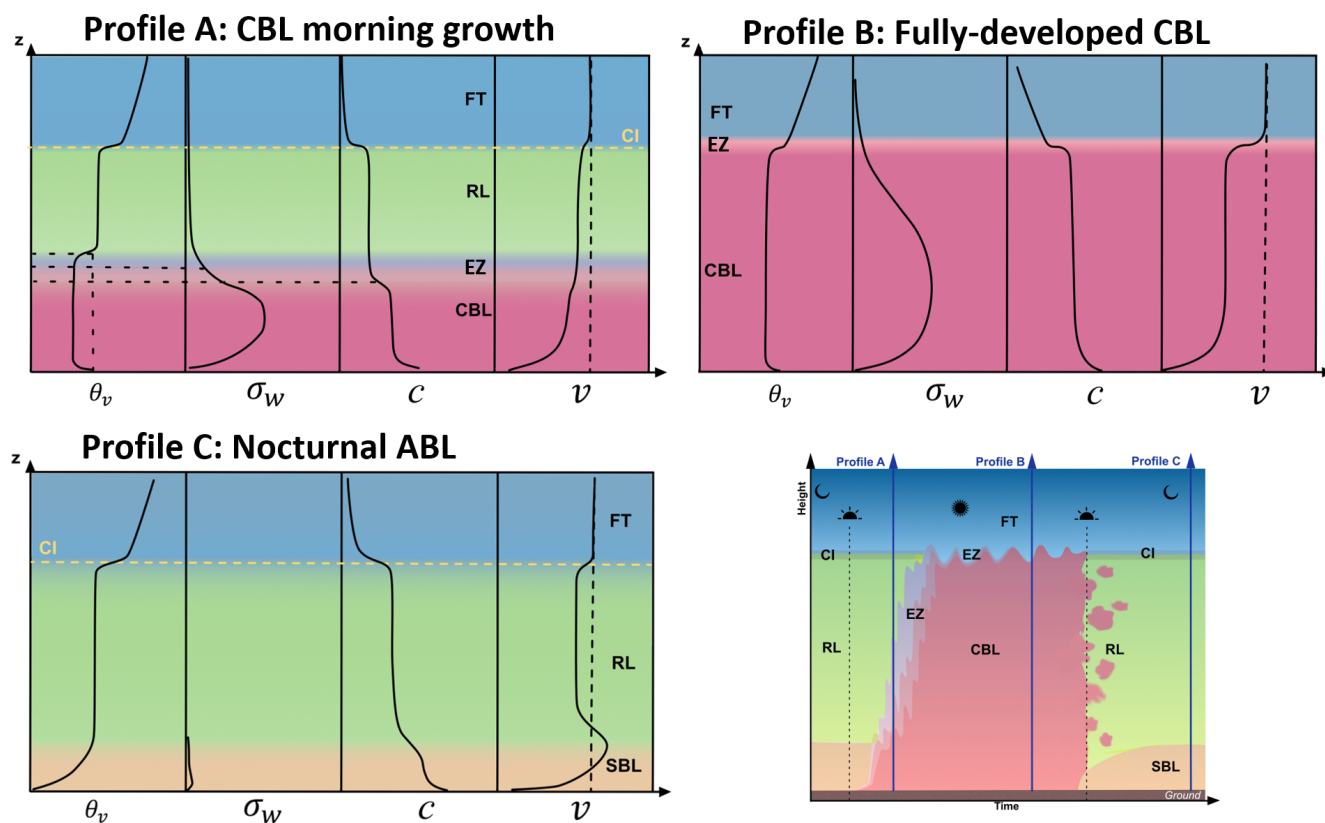 Profile A: CBL morning growth
z
FT
CI
RL
EZ
CBL
θv
σw
c
v
Profile B: Fully-developed CBL
z
FT
EZ
CBL
θv
σw
c
v
Profile C: Nocturnal ABL
z
FT
CI
RL
SBL
θv
σw
c
v
Profile A
Profile B
Profile C
Height
FT
CI
EZ
CI
EZ
RL
CBL
RL
SBL
Ground
Time